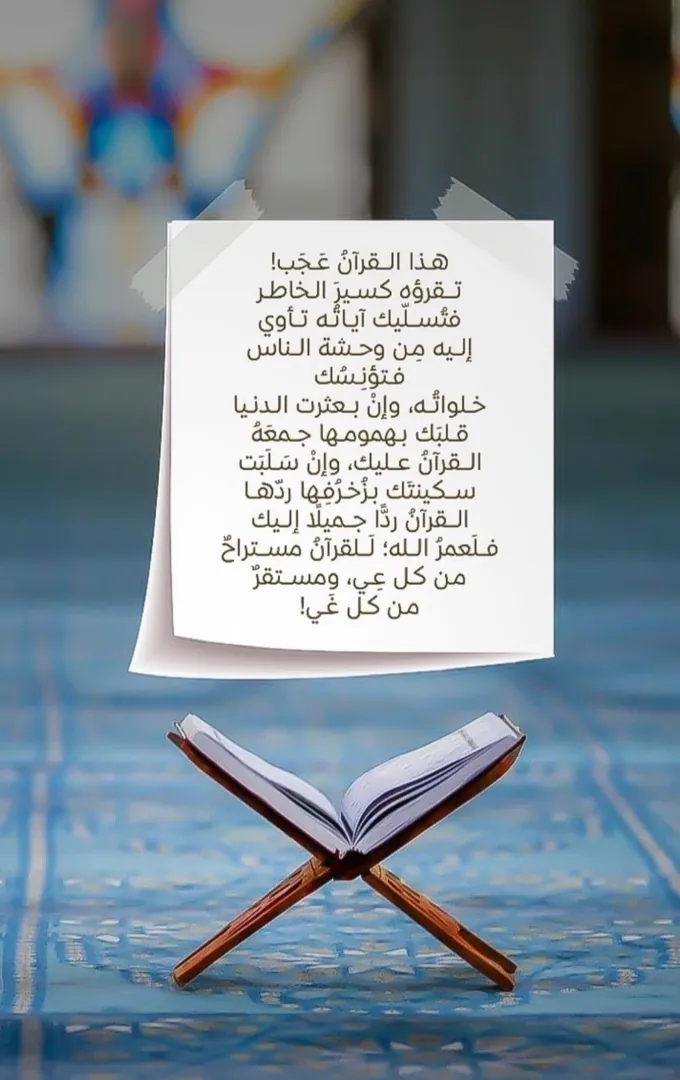 هذا القرآنُ عَجَب!
تقرؤه كسيرَ الخاطر
فتُسلّيك آياتُه تأوي
إليه مِن وحشة الناس
فتؤنِسُك
خلواتُه، وإنْ بعثرت الدنيا
قلبَك بهمومها جمعَهُ
القرآنُ عليك، وإنْ سَلَبَت
سكينتَك بزُخرُفِها ردّها
القرآنُ ردًّا جميلًا إليك
فلَعمرُ الله؛ لَلقرآنُ مستراحٌ
من كل عِي، ومستقرٌ
من كل غَي!